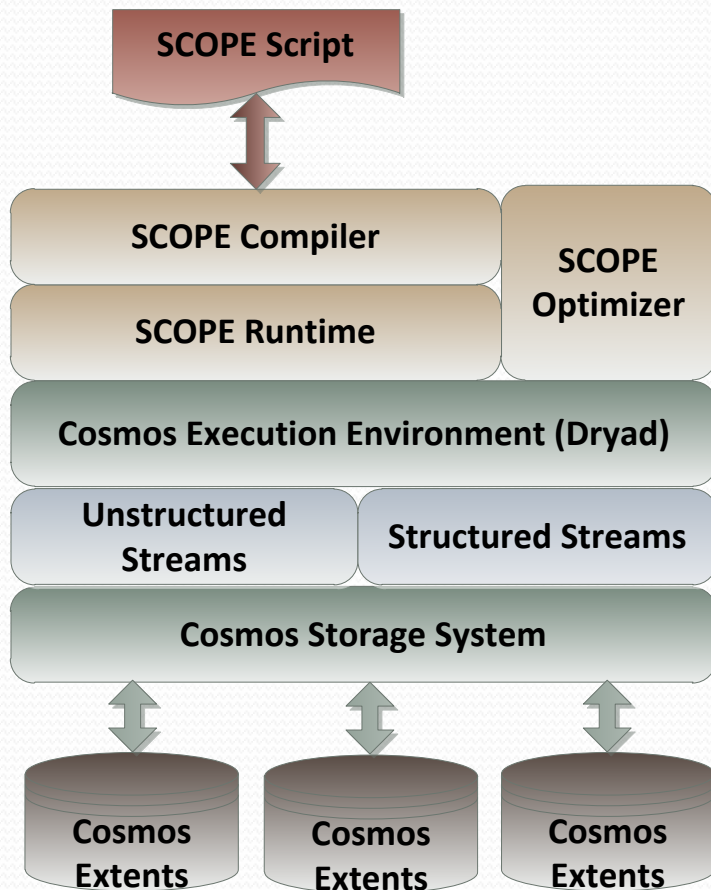 SCOPE Script
SCOPE Compiler
SCOPE
Optimizer
SCOPE Runtime
Cosmos Execution Environment (Dryad)
Unstructured
Streams
Structured Streams
Cosmos Storage System
Cosmos
Extents
Cosmos
Extents
Cosmos
Extents